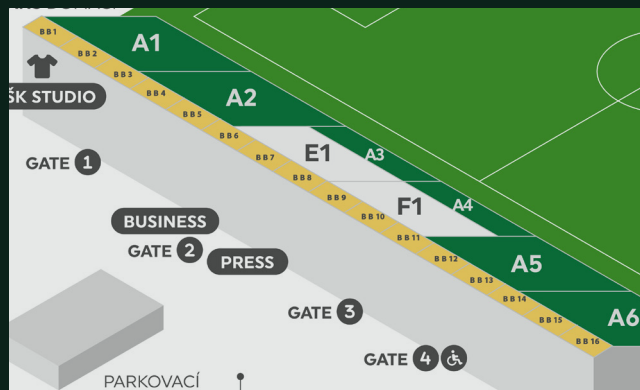 BB1
BB2
BB3
BB4
BB5
BB6
BB7
BB8
BB9
BB10
BB11
BB12
BB13
BB14
BB15
BB16
A1
A2
E1
A3
F1
A4
A5
A6
ŠK STUDIO
GATE 1
BUSINESS
GATE 2
PRESS
GATE 3
GATE 4
PARKOVACÍ